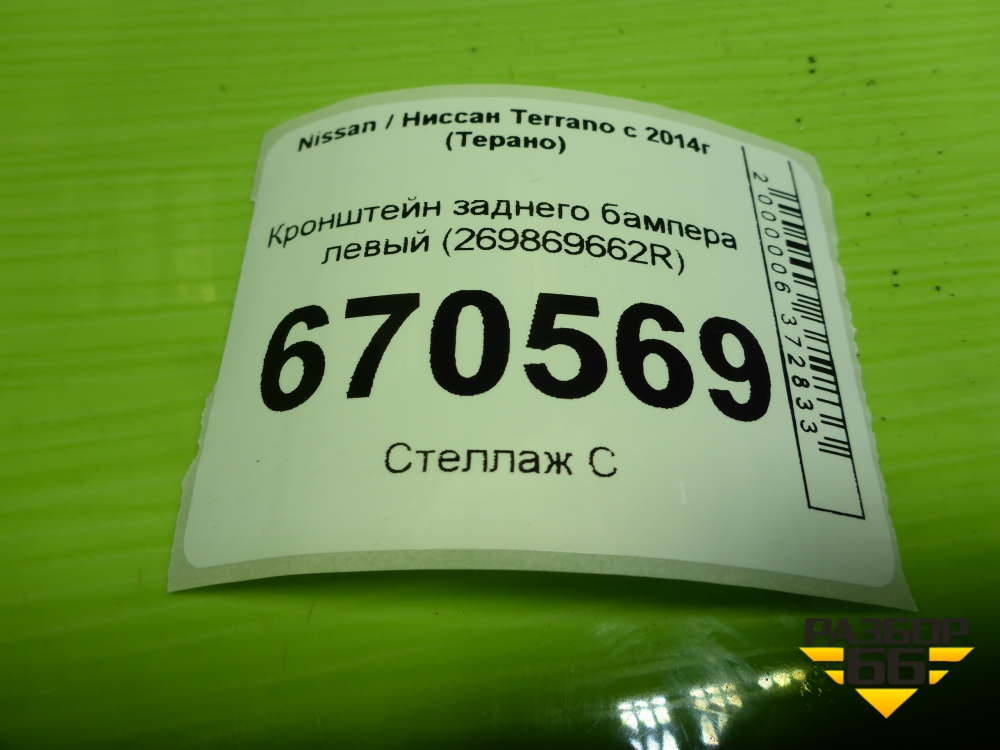 Nissan / Ниссан Terrano с 2014г
(Терано)
Кронштейн заднего бампера
левый (269869662R)
670569
Стеллаж С
2000006372833
РАЗБОР
66